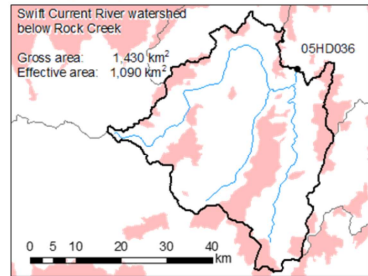 Swift Current River watershed
below Rock Creek
Gross area: 1,430 km²
Effective area: 1,090 km²
05HD036
0 5 10 20 30 40
km